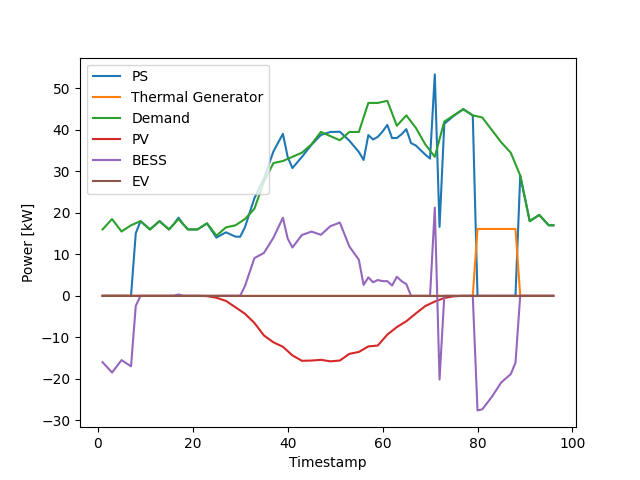 PS
Thermal Generator
Demand
PV
BESS
EV
Power [kW]
50
40
30
20
10
0
−10
−20
−30
0 20 40 60 80 100
Timestamp